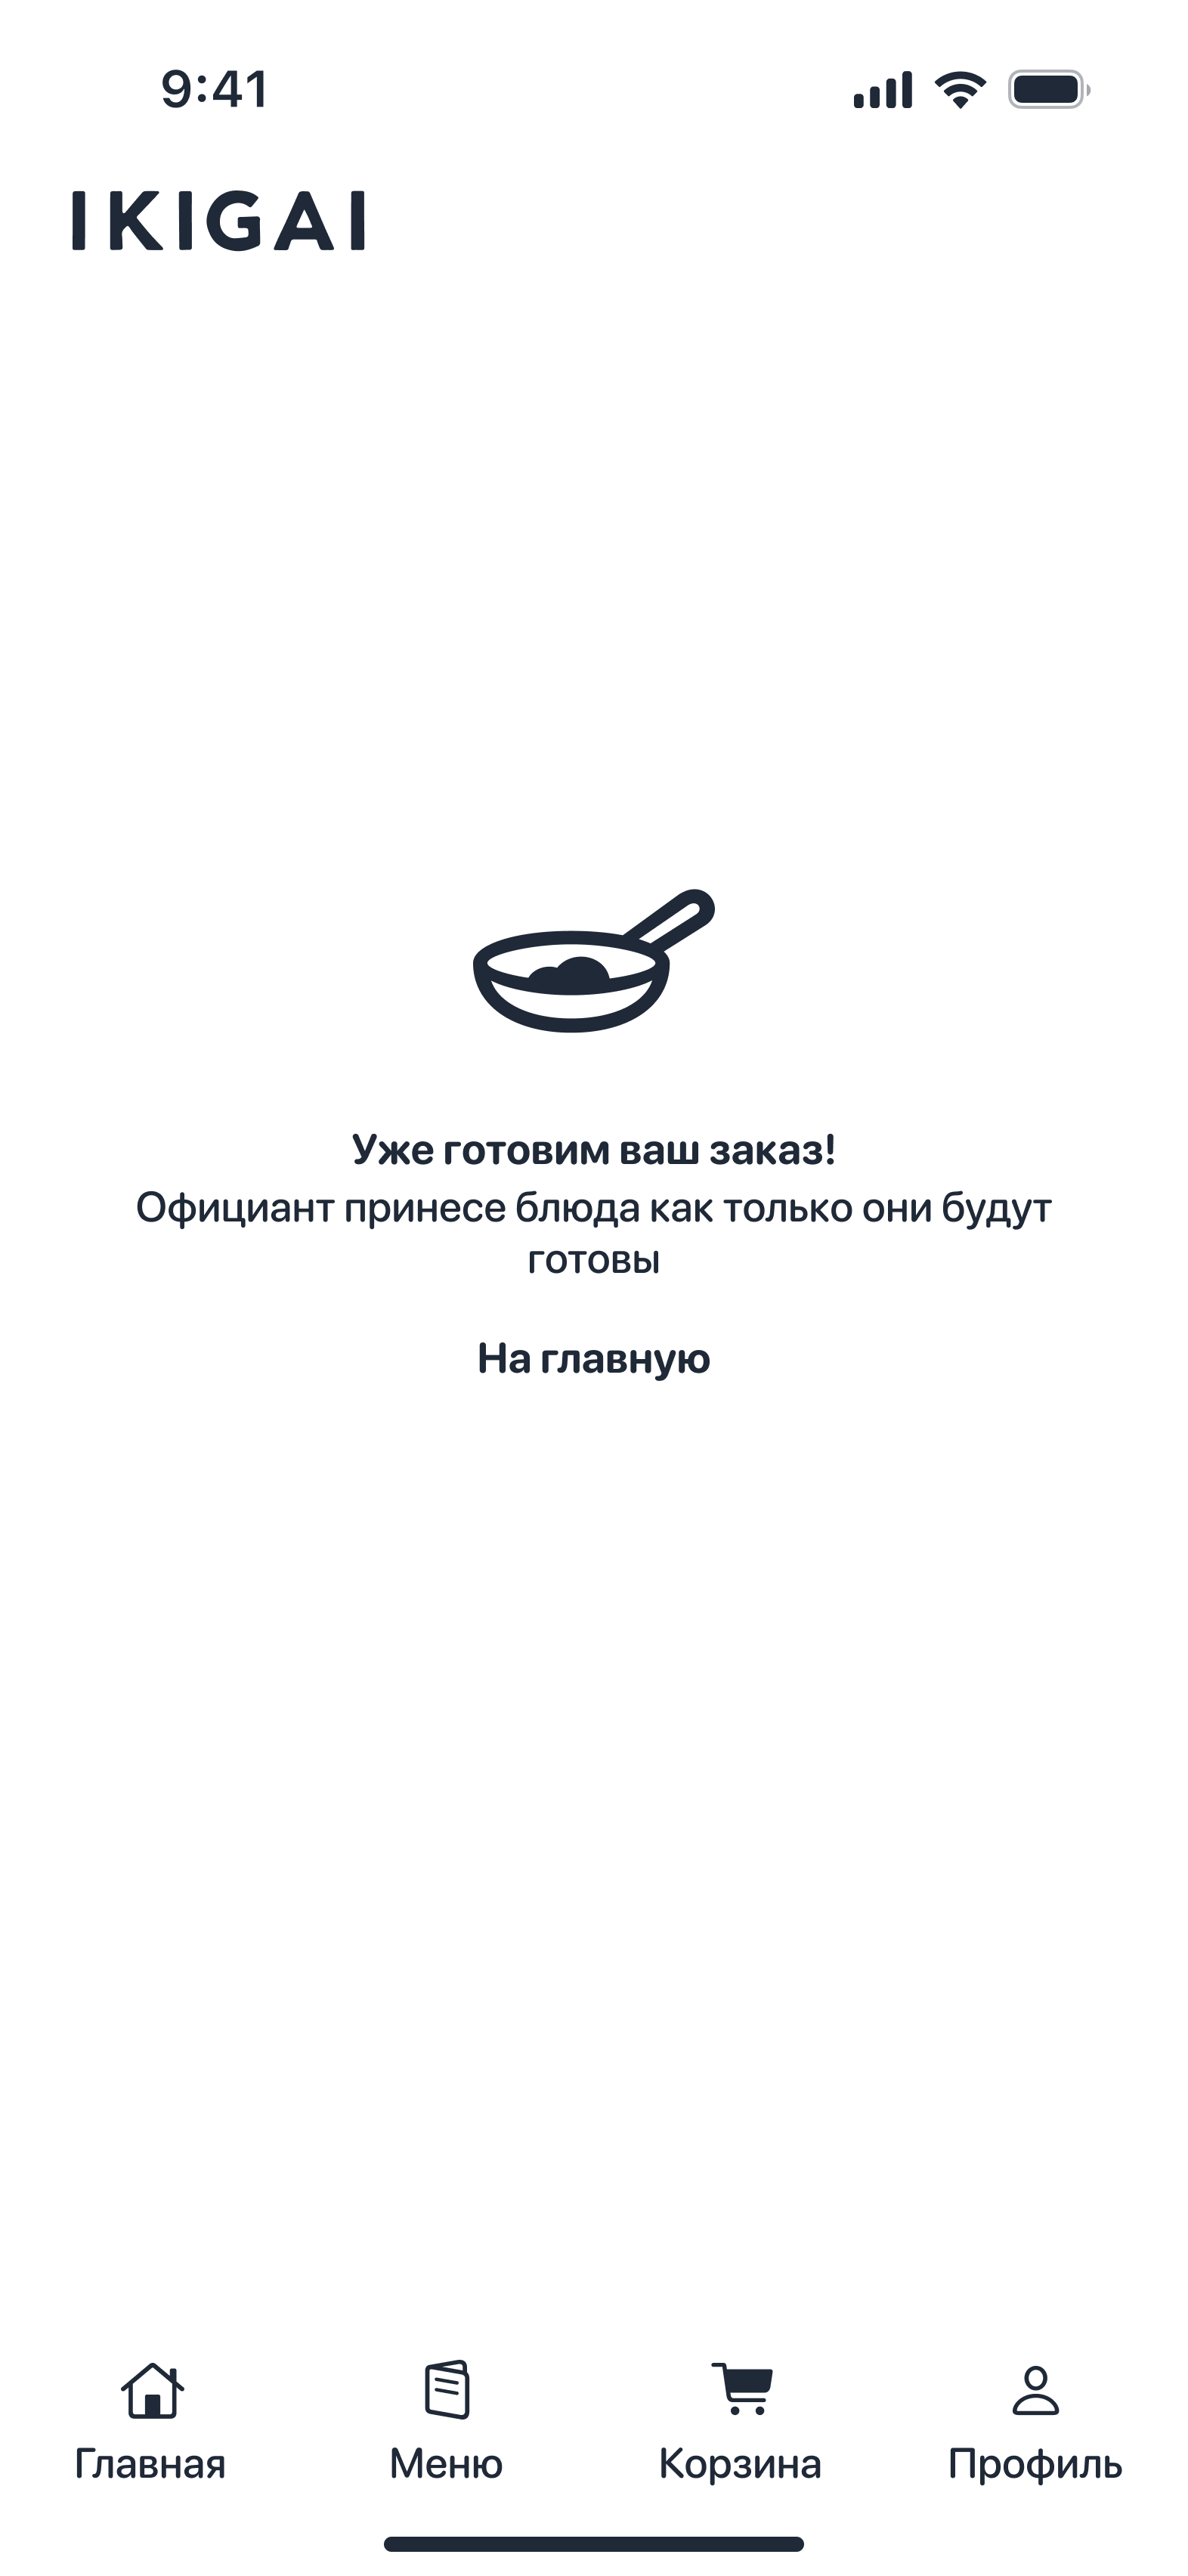 9:41
IKIGAI
Уже готовим ваш заказ!
Официант принесе блюда как только они будут
готовы
На главную
Главная Меню Корзина Профиль